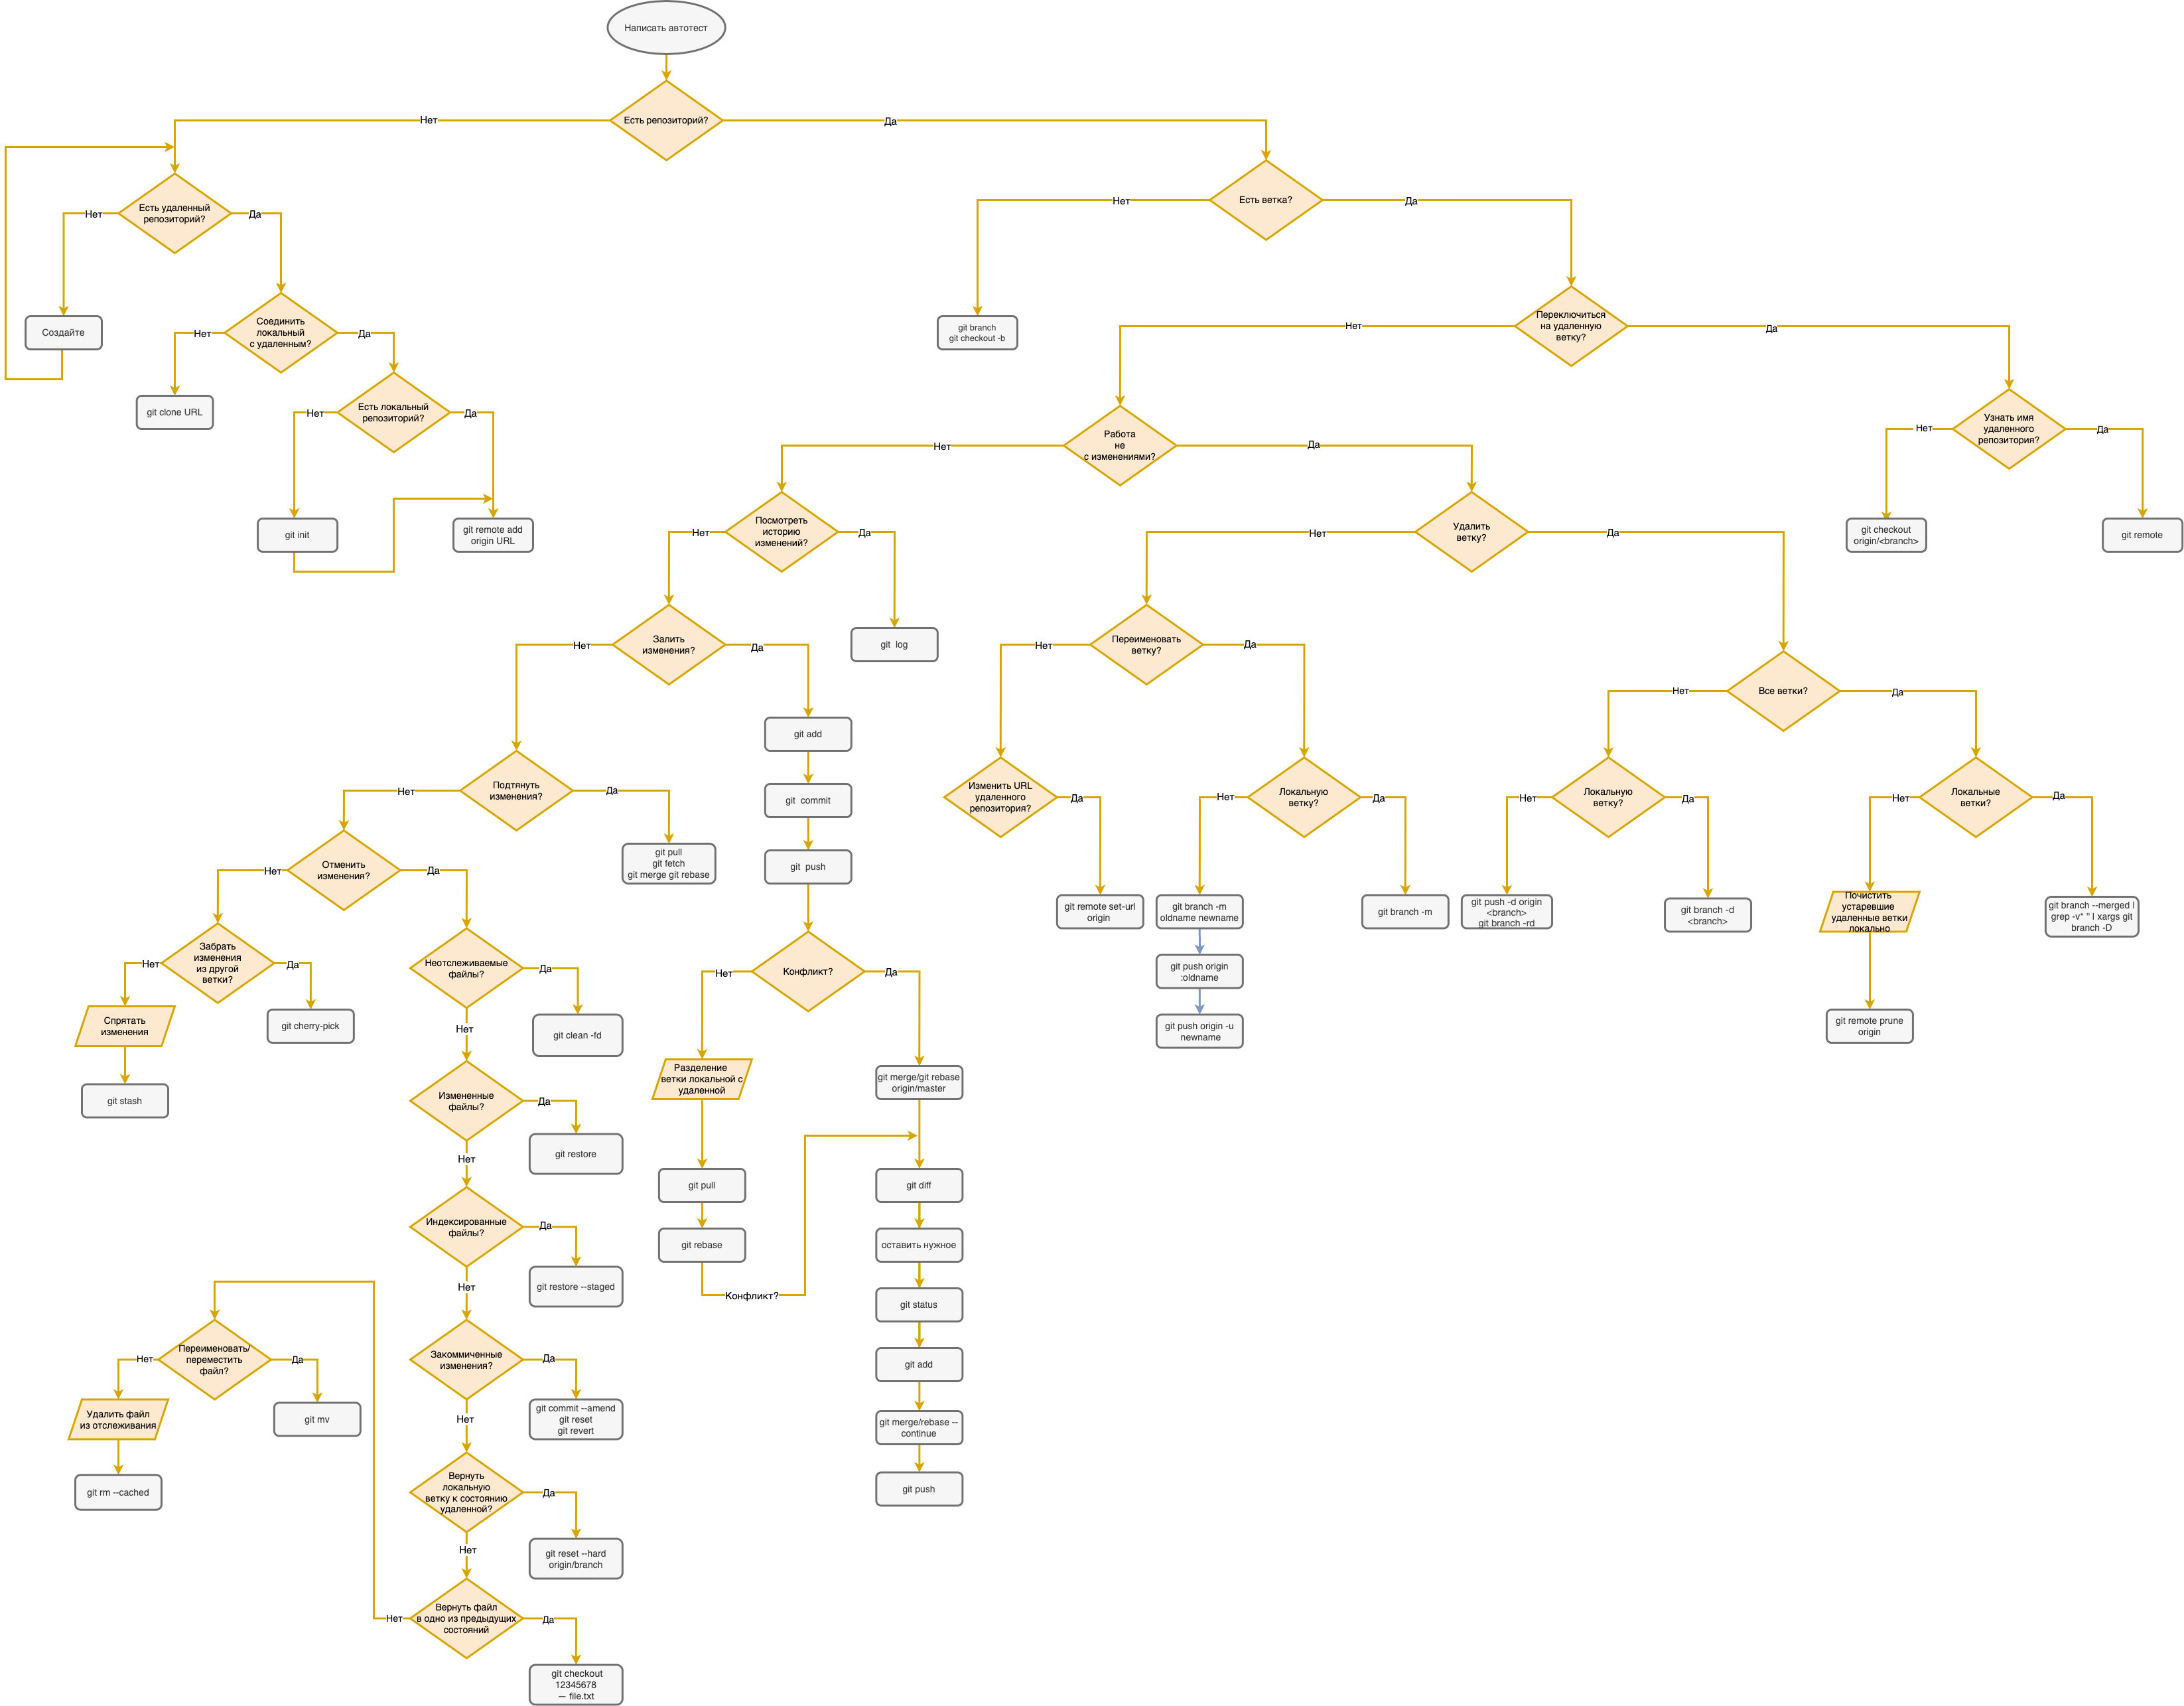 Написать автотест
Есть репозиторий?
Нет
Да
Есть ветка?
Нет
Да
Есть удаленный
репозиторий?
Нет
Да
Создайте
Соединить
локальный
с удаленным?
Нет
Да
git clone URL
Есть локальный
репозиторий?
Нет
Да
git init
git remote add
origin URL
git branch
git checkout -b
Переключиться
на удаленную
ветку?
Нет
Да
Узнать имя
удаленного
репозитория?
Нет
Да
git checkout
origin/<branch>
git remote
Работа
не
с изменениями?
Нет
Да
Посмотреть
историю
изменений?
Нет
Да
git  log
Удалить
ветку?
Нет
Да
Залить
изменения?
Нет
Да
git add
git  commit
git  push
Переименовать
ветку?
Нет
Да
Все ветки?
Нет
Да
Подтянуть
изменения?
Нет
Да
git pull
git fetch
git merge git rebase
Изменить URL
удаленного
репозитория?
Да
git remote set-url
origin
Локальную
ветку?
Нет
Да
git branch -m
oldname newname
git push origin
:oldname
git push origin -u
newname
git branch -m
Локальную
ветку?
Нет
Да
git push -d origin
<branch>
git branch -rd
git branch -d
<branch>
Локальные
ветки?
Нет
Да
Почистить
устаревшие
удаленные ветки
локально
git remote prune
origin
git branch --merged |
grep -v* " | xargs git
branch -D
Отменить
изменения?
Нет
Да
Забрать
изменения
из другой
ветки?
Нет
Да
Спрятать
изменения
git stash
git cherry-pick
Неотслеживаемые
файлы?
Да
Нет
git clean -fd
Измененные
файлы?
Да
Нет
git restore
Индексированные
файлы?
Да
Нет
git restore --staged
Закоммиченные
изменения?
Да
Нет
git commit --amend
git reset
git revert
Вернуть
локальную
ветку к состоянию
удаленной?
Да
Нет
git reset --hard
origin/branch
Вернуть файл
в одно из предыдущих
состояний
Нет
Да
git checkout
12345678
— file.txt
Переименовать/
переместить
файл?
Нет
Да
Удалить файл
из отслеживания
git rm --cached
git mv
Конфликт?
Нет
Да
Разделение
ветки локальной с
удаленной
git pull
git rebase
Конфликт?
git merge/git rebase
origin/master
git diff
оставить нужное
git status
git add
git merge/rebase --
continue
git push